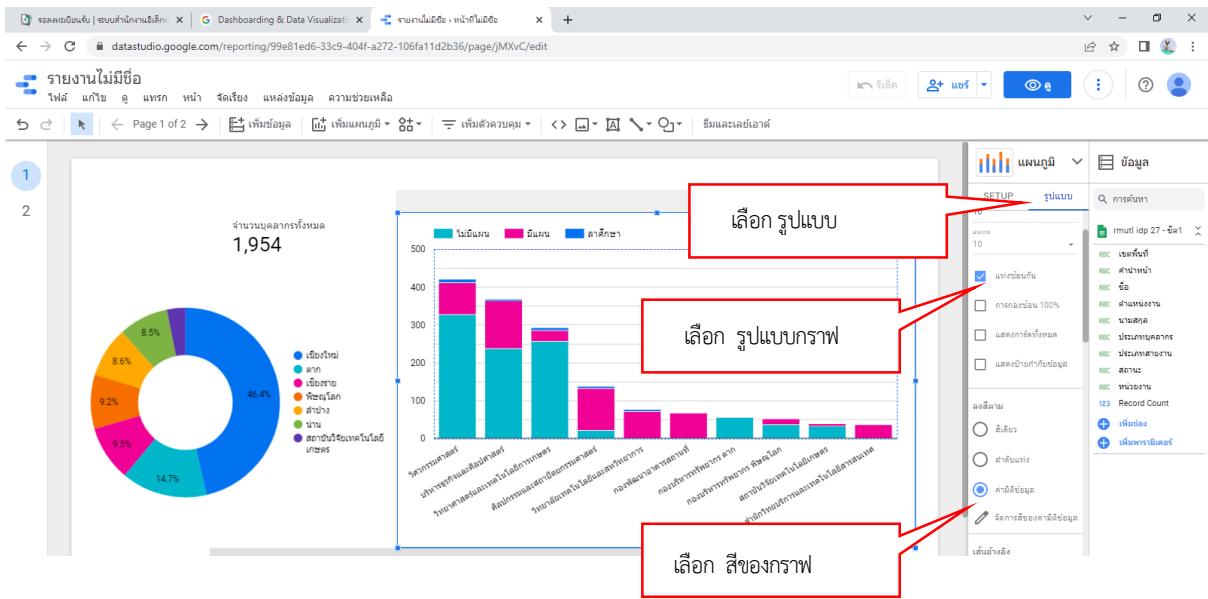 รองลงทะเบียนรับ | ระบบสำนักงานอิเล็กท
Dashboarding & Data Visualizati
รายงานไม่มีชื่อ › หน้าที่ไม่มีชื่อ
datastudio.google.com/reporting/99e81ed6-33c9-404f-a272-106fa11d2b36/page/jMXvC/edit
รายงานไม่มีชื่อ
ไฟล์ แก้ไข ดู แทรก หน้า จัดเรียง แหล่งข้อมูล ความช่วยเหลือ
รีเซ็ต แชร์ ดู
Page 1 of 2 เพิ่มข้อมูล เพิ่มแผนภูมิ เพิ่มตัวควบคุม ธีมและเลย์เอาต์
1
2
จำนวนบุคลากรทั้งหมด
1,954
46.4%
14.7%
9.5%
9.2%
8.6%
8.5%
เชียงใหม่
ตาก
เชียงราย
พิษณุโลก
ลำปาง
น่าน
สถาบันวิจัยเทคโนโลยี
เกษตร
ไม่มีแผน มีแผน ลาศึกษา
500
400
300
200
100
0
วิศวกรรมศาสตร์
บริหารธุรกิจและศิลปศาสตร์
วิทยาศาสตร์และเทคโนโลยีการเกษตร
ศิลปกรรมและสถาปัตยกรรมศาสตร์
วิทยาลัยเทคโนโลยีและสหวิทยาการ
กองพัฒนาอาคารสถานที่
กองบริหารทรัพยากร ตาก
กองบริหารทรัพยากร พิษณุโลก
สถาบันวิจัยเทคโนโลยีเกษตร
สำนักวิทยบริการและเทคโนโลยีสารสนเทศ
เลือก รูปแบบ
เลือก รูปแบบกราฟ
เลือก สีของกราฟ
แผนภูมิ
SETUP รูปแบบ
10
10
แท่งซ้อนกัน
การกองซ้อน 100%
แสดงการ์ดทั้งหมด
แสดงป้ายกำกับข้อมูล
ลงสีตาม
สีเดียว
ลำดับแท่ง
ค่ามิติข้อมูล
จัดการสีของค่ามิติข้อมูล
เส้นอ้างอิง
ข้อมูล
การค้นหา
rmutl idp 27 - ชีต1
ABC เขตพื้นที่
ABC คำนำหน้า
ABC ชื่อ
ABC ตำแหน่งงาน
ABC นามสกุล
ABC ประเภทบุคลากร
ABC ประเภทสายงาน
ABC สถานะ
ABC หน่วยงาน
123 Record Count
เพิ่มช่อง
เพิ่มพารามิเตอร์